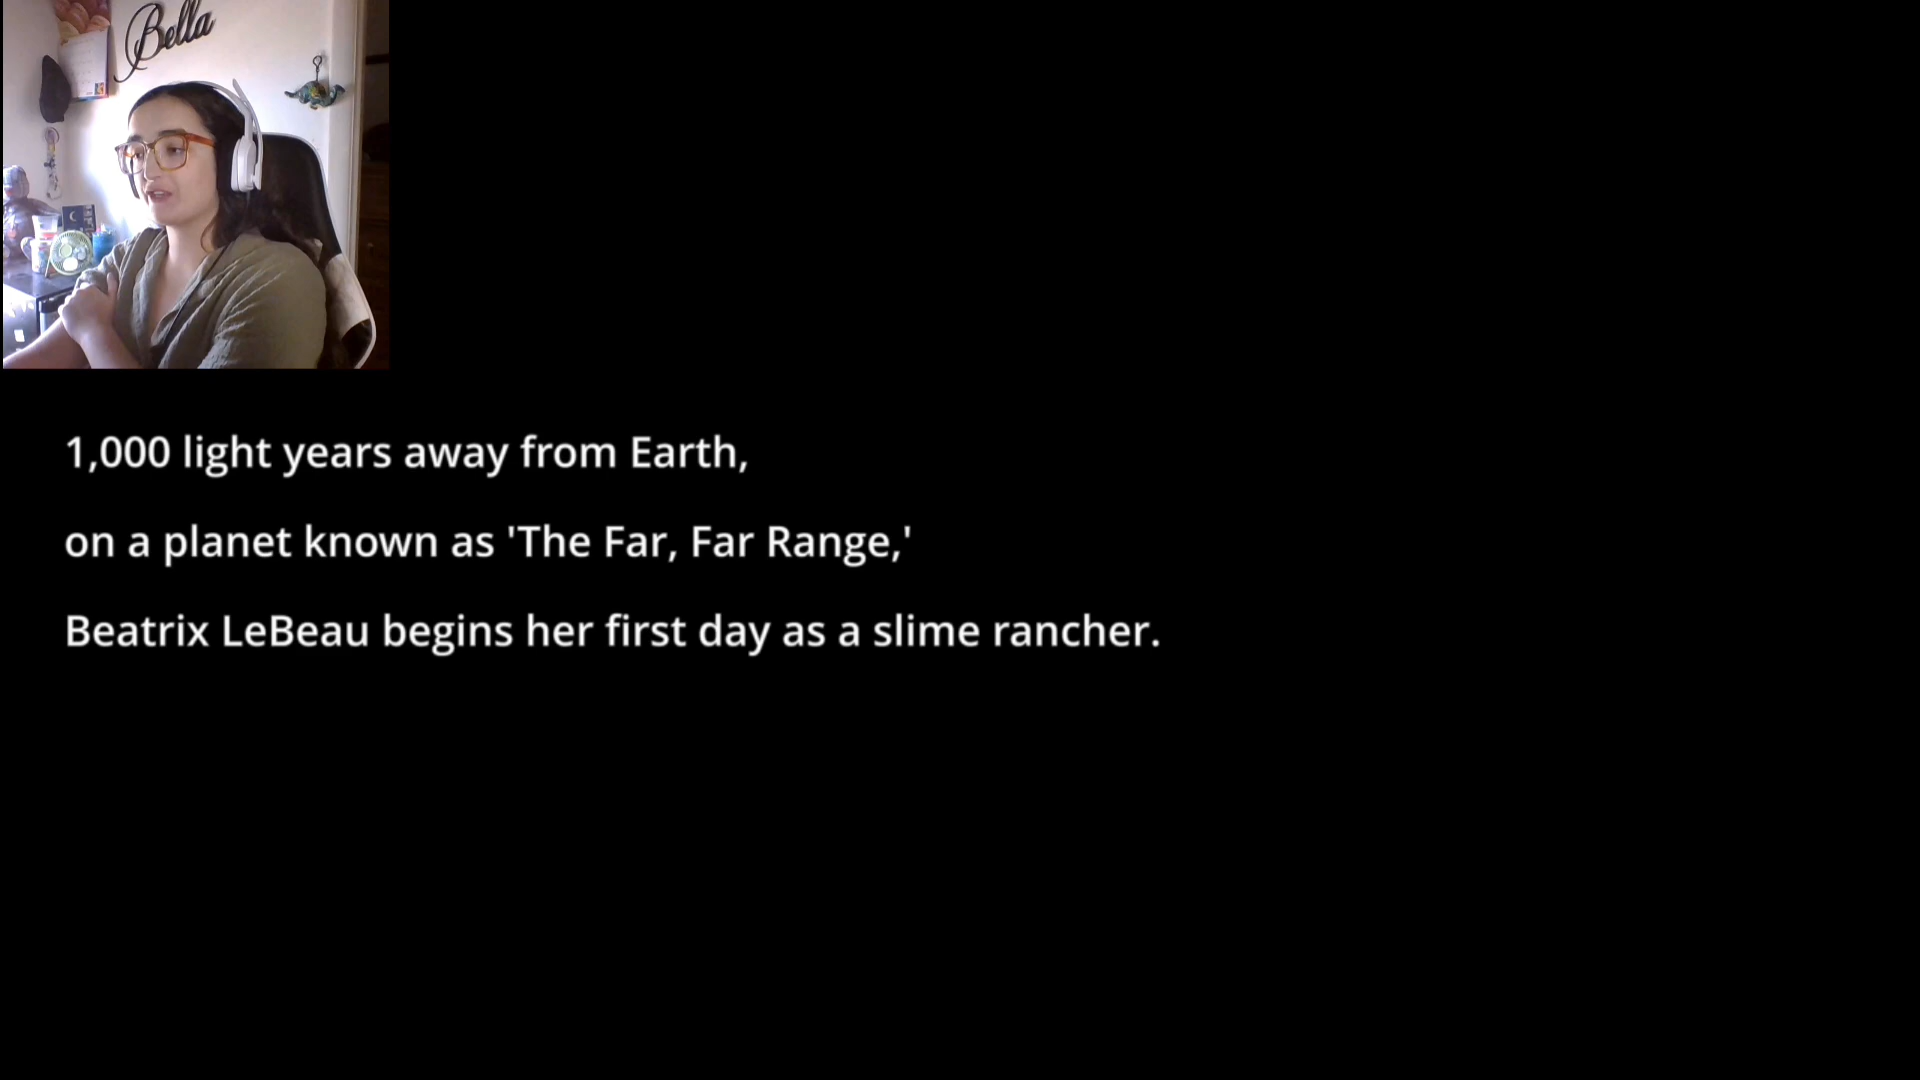 Bella
1,000 light years away from Earth,
on a planet known as 'The Far, Far Range,'
Beatrix LeBeau begins her first day as a slime rancher.